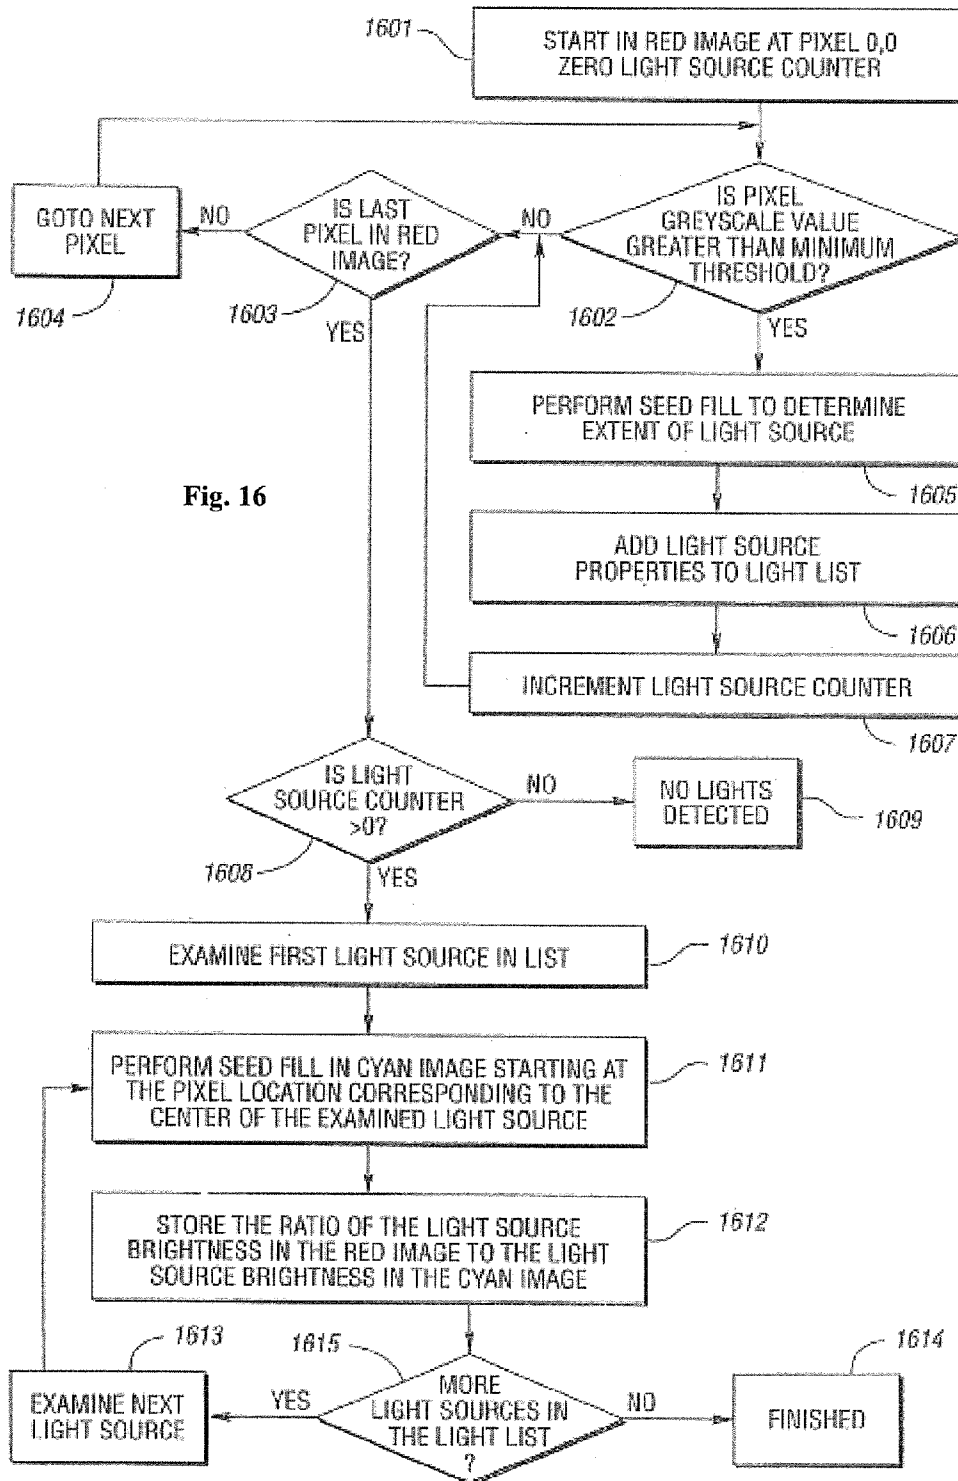 1601
START IN RED IMAGE AT PIXEL 0,0
ZERO LIGHT SOURCE COUNTER
GOTO NEXT
PIXEL
1604
NO
IS LAST
PIXEL IN RED
IMAGE?
1603
YES
NO
IS PIXEL
GREYSCALE VALUE
GREATER THAN MINIMUM
THRESHOLD?
1602
YES
PERFORM SEED FILL TO DETERMINE
EXTENT OF LIGHT SOURCE
1605
Fig. 16
ADD LIGHT SOURCE
PROPERTIES TO LIGHT LIST
1606
INCREMENT LIGHT SOURCE COUNTER
1607
IS LIGHT
SOURCE COUNTER
>0?
1608
NO
NO LIGHTS
DETECTED
1609
YES
EXAMINE FIRST LIGHT SOURCE IN LIST
1610
PERFORM SEED FILL IN CYAN IMAGE STARTING AT
THE PIXEL LOCATION CORRESPONDING TO THE
CENTER OF THE EXAMINED LIGHT SOURCE
1611
STORE THE RATIO OF THE LIGHT SOURCE
BRIGHTNESS IN THE RED IMAGE TO THE LIGHT
SOURCE BRIGHTNESS IN THE CYAN IMAGE
1612
1613
EXAMINE NEXT
LIGHT SOURCE
YES
1615
MORE
LIGHT SOURCES IN
THE LIGHT LIST
?
NO
1614
FINISHED